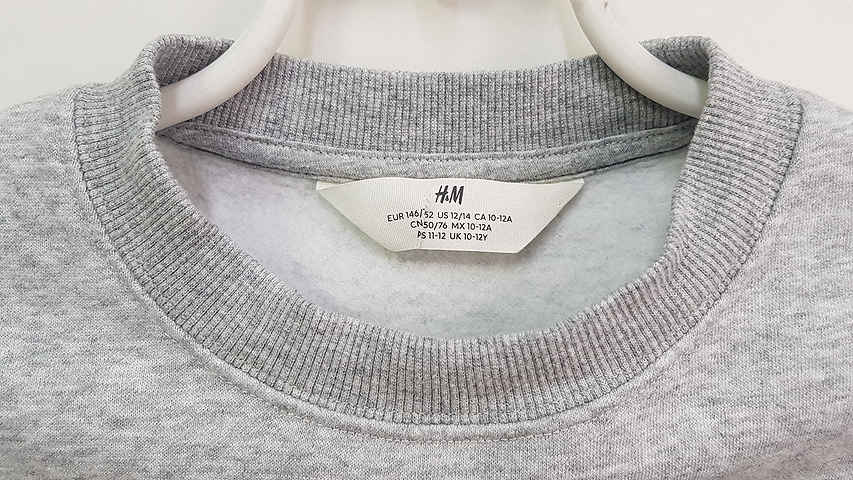 H&M
EUR 146/152 US 12/14 CA 10-12A
CN150/76 MX 10-12A
PS 11-12 UK 10-12Y